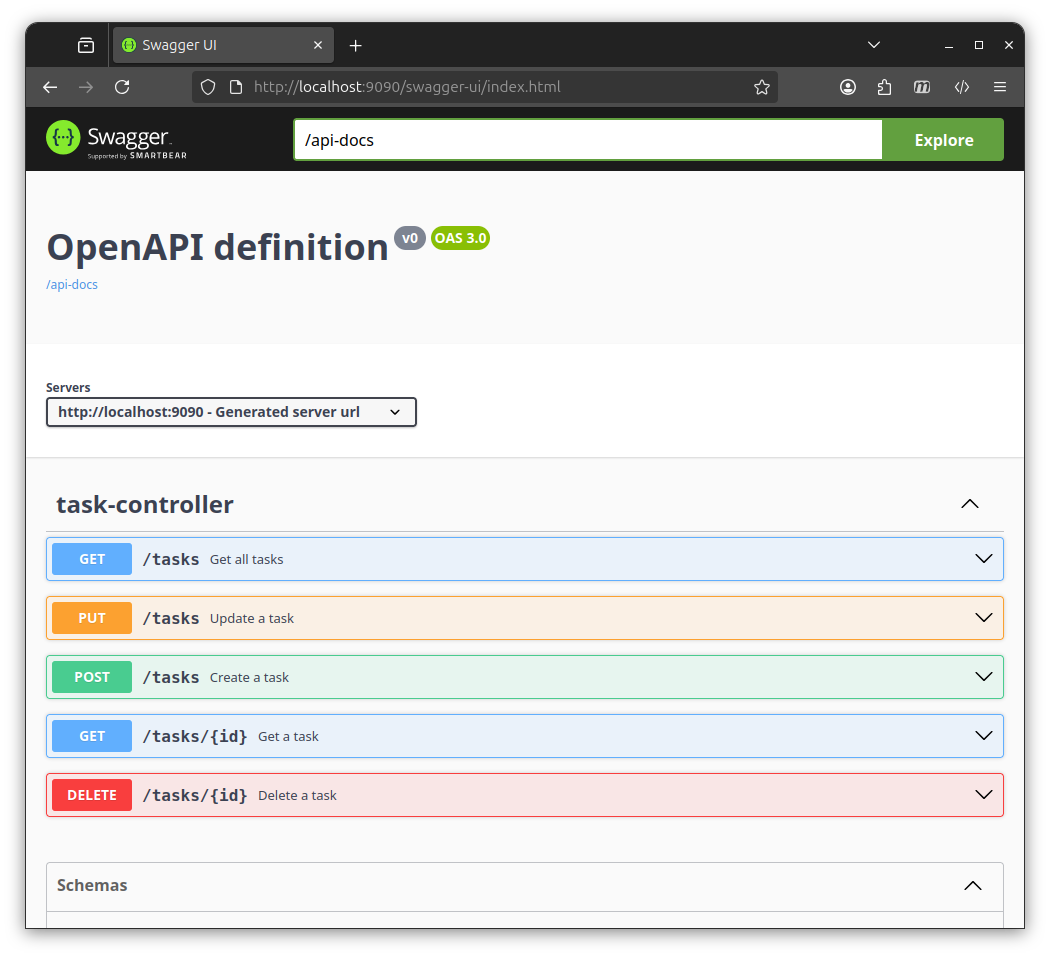 Swagger UI
http://localhost:9090/swagger-ui/index.html
Swagger
Supported by SMARTBEAR
/api-docs
Explore
OpenAPI definition v0 OAS 3.0
/api-docs
Servers
http://localhost:9090 - Generated server url
task-controller
GET /tasks Get all tasks
PUT /tasks Update a task
POST /tasks Create a task
GET /tasks/{id} Get a task
DELETE /tasks/{id} Delete a task
Schemas